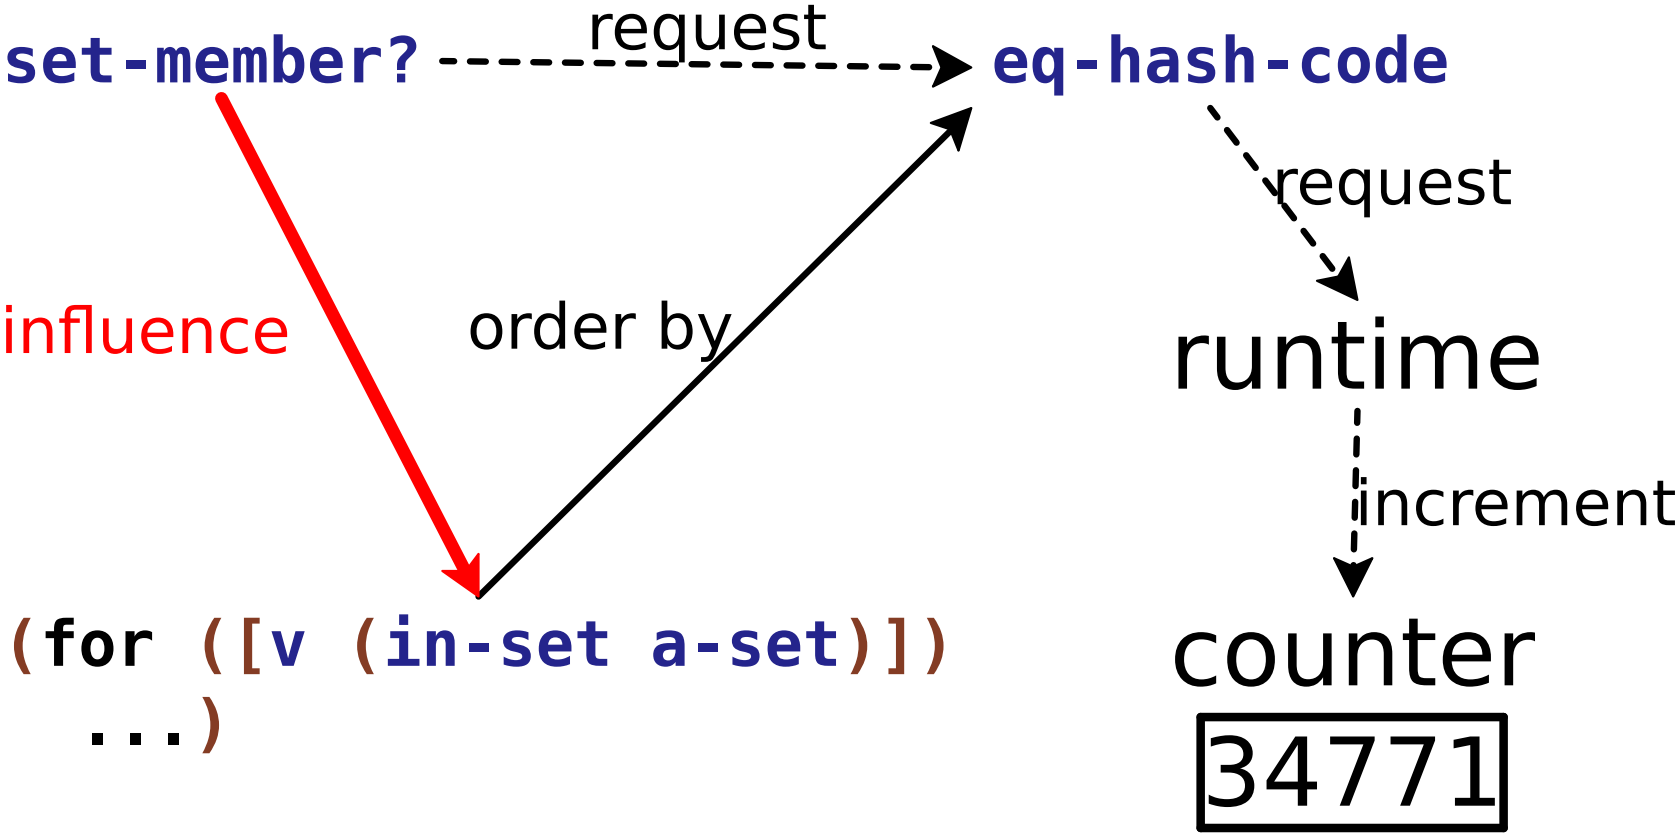 request
set-member?
eq-hash-code
request
influence
order by
runtime
increment
(for ([v (in-set a-set)])
...)
counter
34771